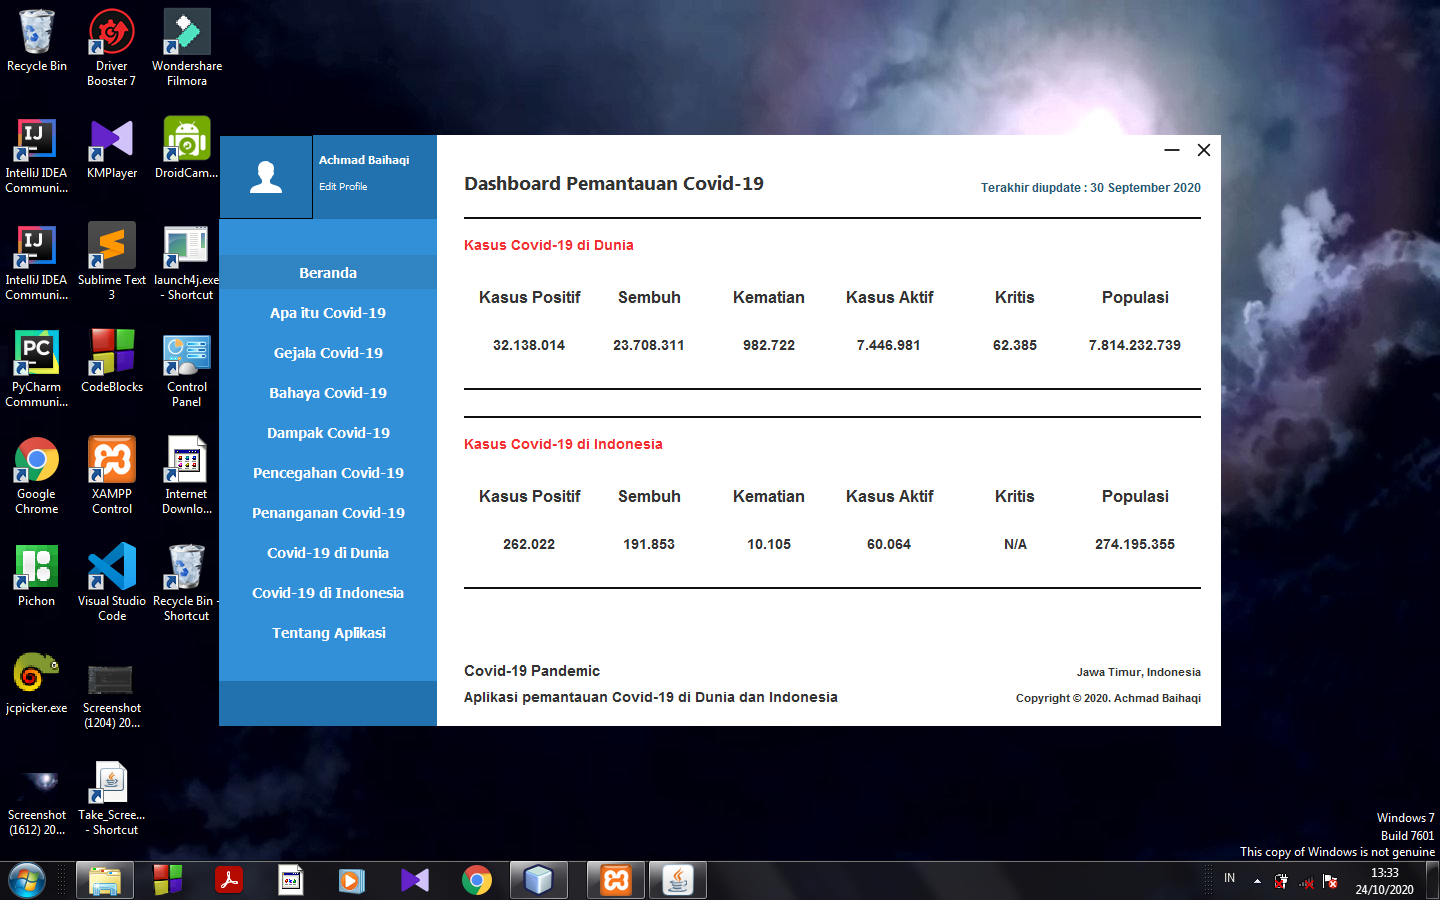 Recycle Bin
Driver
Booster 7
Wondershare
Filmora
IntelliJ IDEA
Communi...
KMPlayer
DroidCam...
IntelliJ IDEA
Communi...
Sublime Text
3
launch4j.exe
- Shortcut
PyCharm
Communi...
CodeBlocks
Control
Panel
Google
Chrome
XAMPP
Control
Internet
Downlo...
Pichon
Visual Studio
Code
Recycle Bin -
Shortcut
jcpicker.exe
Screenshot
(1204) 20...
Screenshot
(1612) 20...
Take_Scree...
- Shortcut
Achmad Baihaqi
Edit Profile
Beranda
Apa itu Covid-19
Gejala Covid-19
Bahaya Covid-19
Dampak Covid-19
Pencegahan Covid-19
Penanganan Covid-19
Covid-19 di Dunia
Covid-19 di Indonesia
Tentang Aplikasi
Dashboard Pemantauan Covid-19
Terakhir diupdate : 30 September 2020
Kasus Covid-19 di Dunia
Kasus Positif Sembuh Kematian Kasus Aktif Kritis Populasi
32.138.014 23.708.311 982.722 7.446.981 62.385 7.814.232.739
Kasus Covid-19 di Indonesia
Kasus Positif Sembuh Kematian Kasus Aktif Kritis Populasi
262.022 191.853 10.105 60.064 N/A 274.195.355
Covid-19 Pandemic
Jawa Timur, Indonesia
Aplikasi pemantauan Covid-19 di Dunia dan Indonesia
Copyright © 2020. Achmad Baihaqi
Windows 7
Build 7601
This copy of Windows is not genuine
IN
13:33
24/10/2020